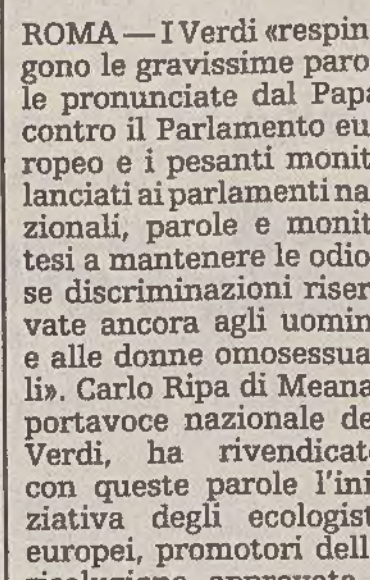 ROMA — I Verdi «respin
gono le gravissime paro
le pronunciate dal Papa
contro il Parlamento eu
ropeo e i pesanti monit
lanciati ai parlamenti na
zionali, parole e monit
tesi a mantenere le odio
se discriminazioni riser
vate ancora agli uomin
e alle donne omosessua
li». Carlo Ripa di Meana
portavoce nazionale de
Verdi, ha rivendicato
con queste parole l'ini
ziativa degli ecologist
europei, promotori dell
risoluzione approvata